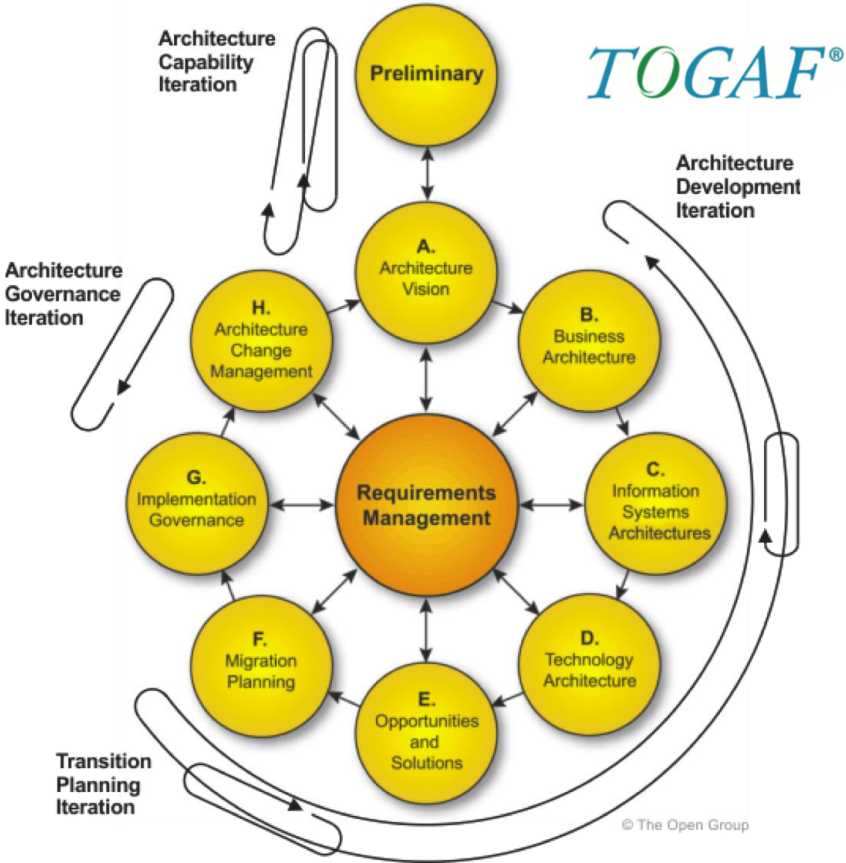 Architecture
Capability
Iteration
Preliminary
TOGAF®
Architecture
Development
Iteration
A.
Architecture
Vision
Architecture
Governance
Iteration
H.
Architecture
Change
Management
B.
Business
Architecture
G.
Implementation
Governance
Requirements
Management
C.
Information
Systems
Architectures
F.
Migration
Planning
D.
Technology
Architecture
E.
Opportunities
and
Solutions
Transition
Planning
Iteration
© The Open Group